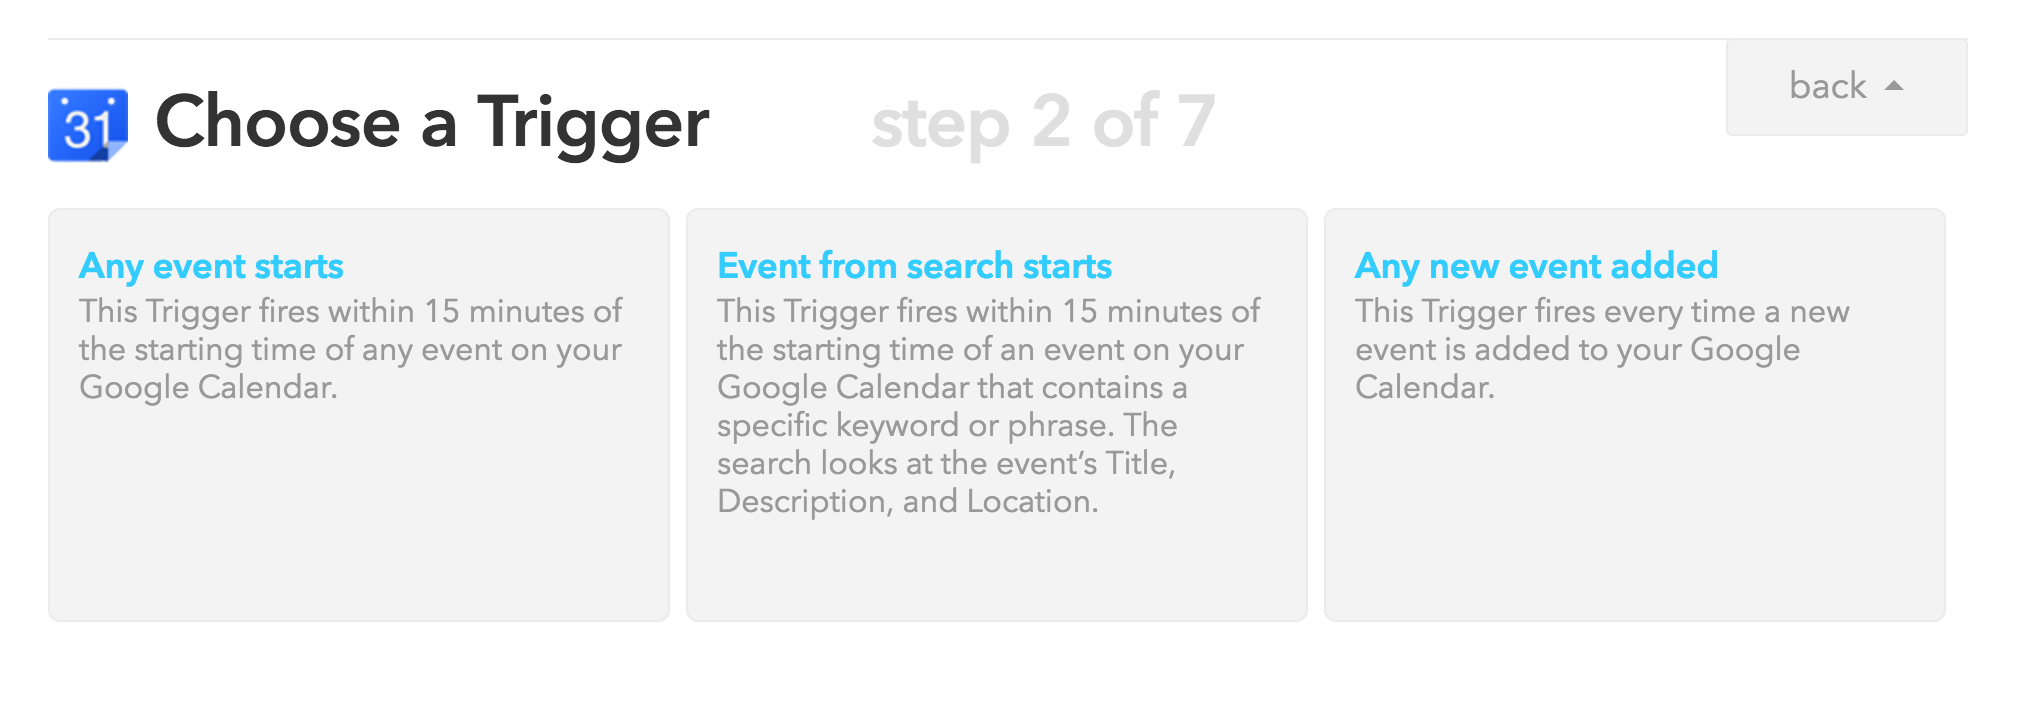 back
31 Choose a Trigger step 2 of 7
Any event starts
This Trigger fires within 15 minutes of
the starting time of any event on your
Google Calendar.
Event from search starts
This Trigger fires within 15 minutes of
the starting time of an event on your
Google Calendar that contains a
specific keyword or phrase. The
search looks at the event’s Title,
Description, and Location.
Any new event added
This Trigger fires every time a new
event is added to your Google
Calendar.